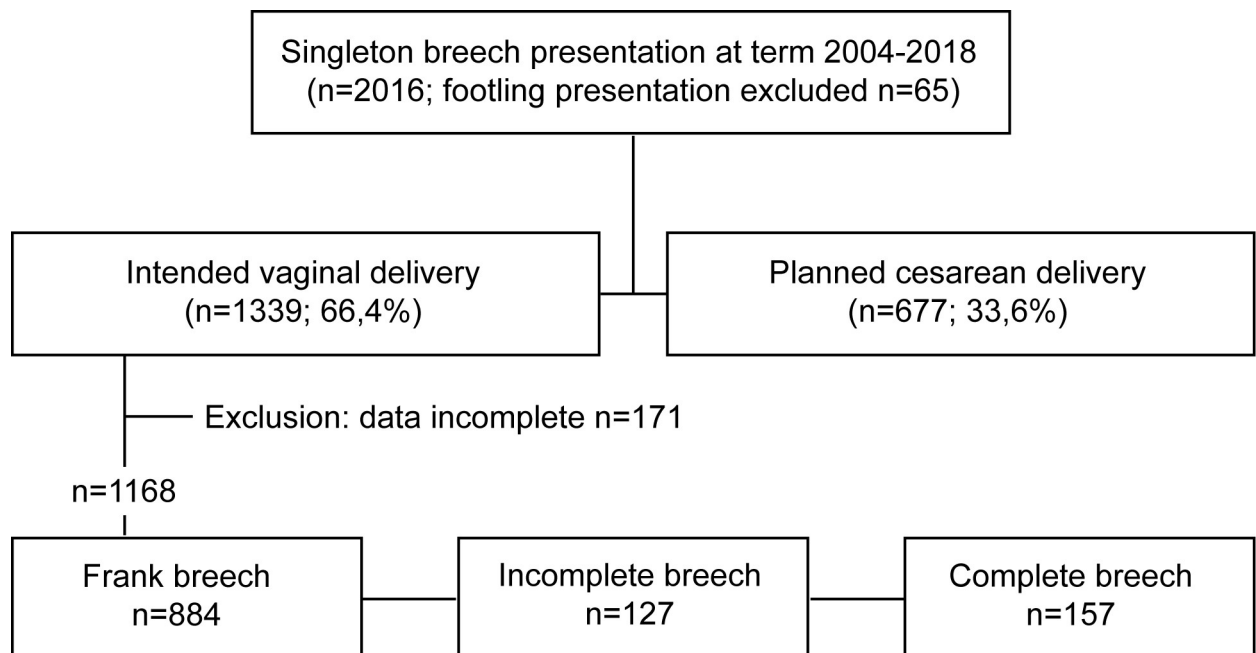 Singleton breech presentation at term 2004-2018
(n=2016; footling presentation excluded n=65)
Intended vaginal delivery
(n=1339; 66,4%)
Planned cesarean delivery
(n=677; 33,6%)
Exclusion: data incomplete n=171
n=1168
Frank breech
n=884
Incomplete breech
n=127
Complete breech
n=157